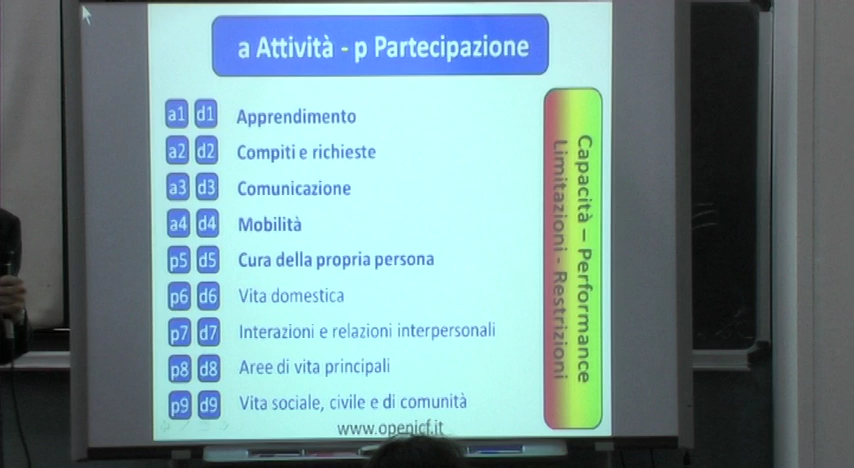 a Attività - p Partecipazione
a1 d1 Apprendimento
a2 d2 Compiti e richieste
a3 d3 Comunicazione
a4 d4 Mobilità
p5 d5 Cura della propria persona
p6 d6 Vita domestica
p7 d7 Interazioni e relazioni interpersonali
p8 d8 Aree di vita principali
p9 d9 Vita sociale, civile e di comunità
www.openicf.it
Capacità – Performance
Limitazioni - Restrizioni